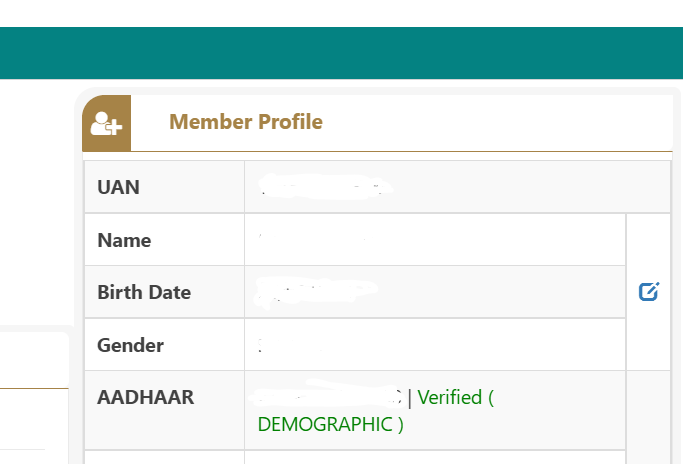 Member Profile
UAN
Name
Birth Date
Gender
AADHAAR | Verified (
DEMOGRAPHIC )